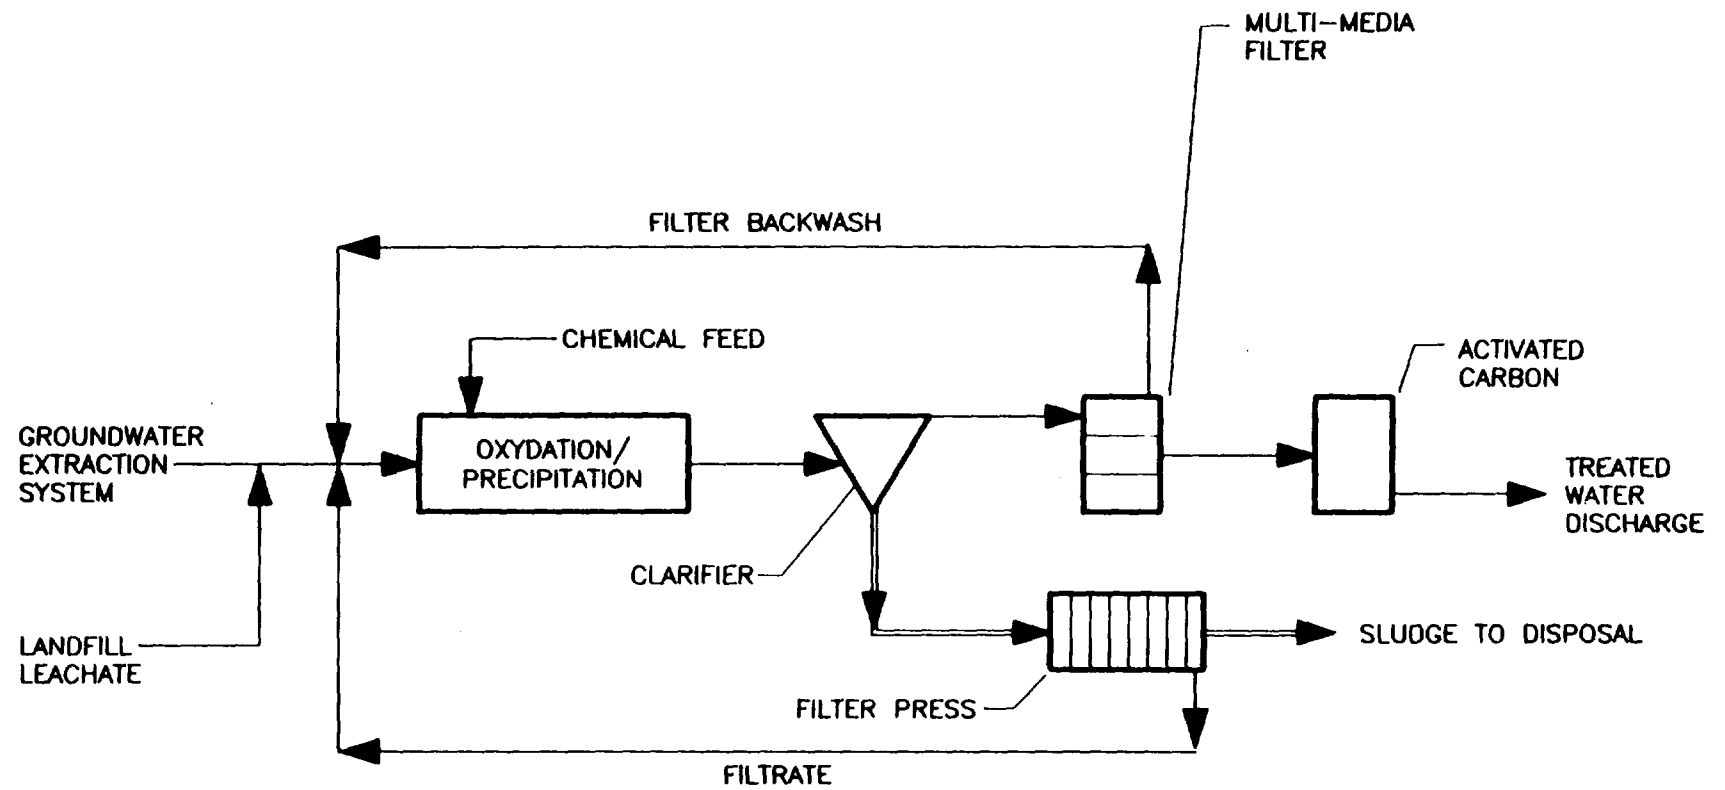 MULTI-MEDIA
FILTER
FILTER BACKWASH
CHEMICAL FEED
ACTIVATED
CARBON
GROUNDWATER
EXTRACTION
SYSTEM
OXYDATION/
PRECIPITATION
TREATED
WATER
DISCHARGE
CLARIFIER
LANDFILL
LEACHATE
SLUDGE TO DISPOSAL
FILTER PRESS
FILTRATE